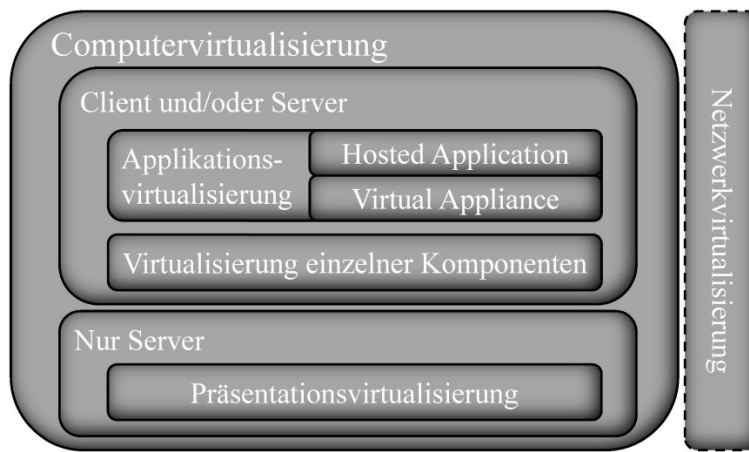 Computervirtualisierung
Client und/oder Server
Applikations-
virtualisierung
Hosted Application
Virtual Appliance
Virtualisierung einzelner Komponenten
Nur Server
Präsentationsvirtualisierung
Netzwerkvirtualisierung